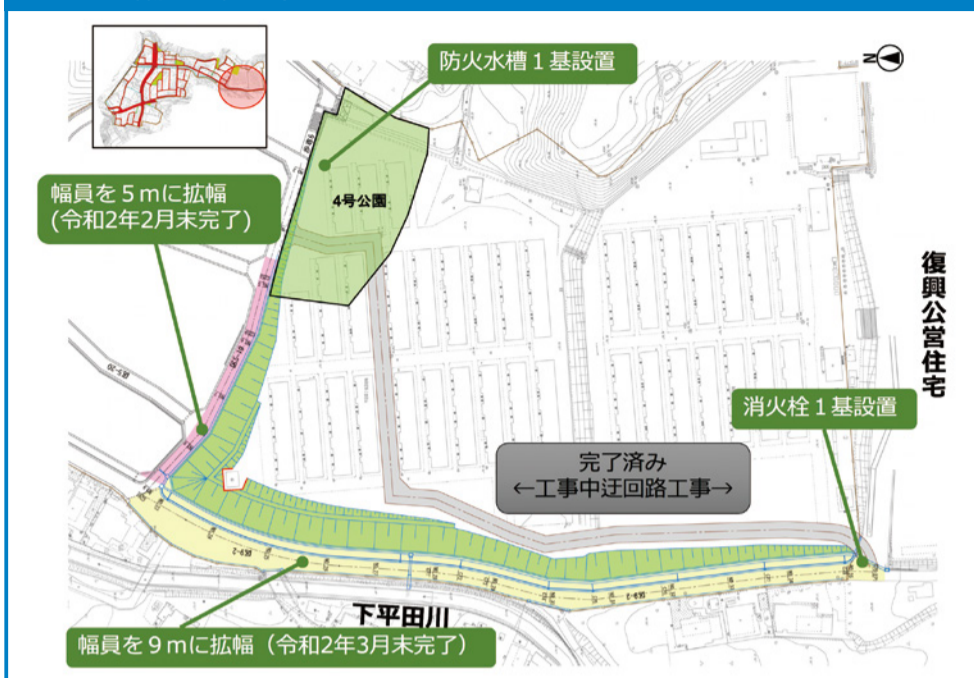 防火水槽1基設置
N
幅員を5mに拡幅
(令和2年2月末完了)
4号公園
復興公営住宅
消火栓1基設置
完了済み
←工事中迂回路工事→
下平田川
幅員を9mに拡幅（令和2年3月末完了）